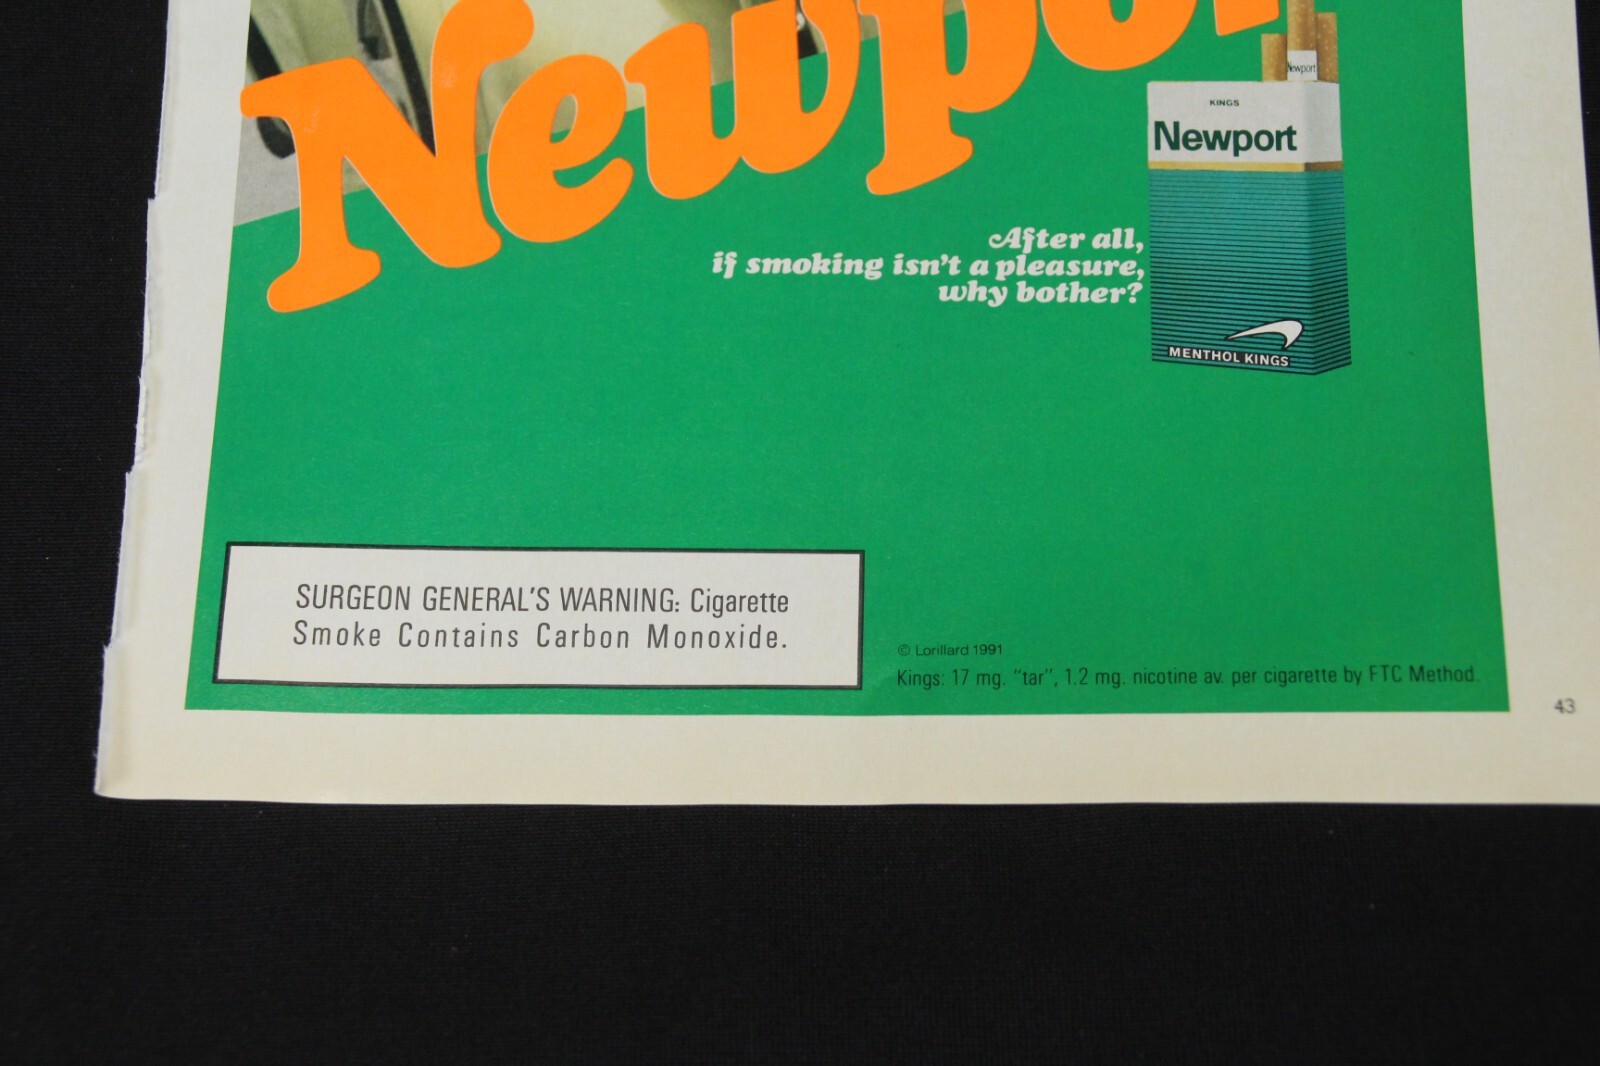 Newpor
Newport
KINGS
Newport
After all,
if smoking isn't a pleasure,
why bother?
MENTHOL KINGS
SURGEON GENERAL'S WARNING: Cigarette
Smoke Contains Carbon Monoxide.
© Lorillard 1991
Kings: 17 mg. "tar", 1.2 mg. nicotine av. per cigarette by FTC Method.
43